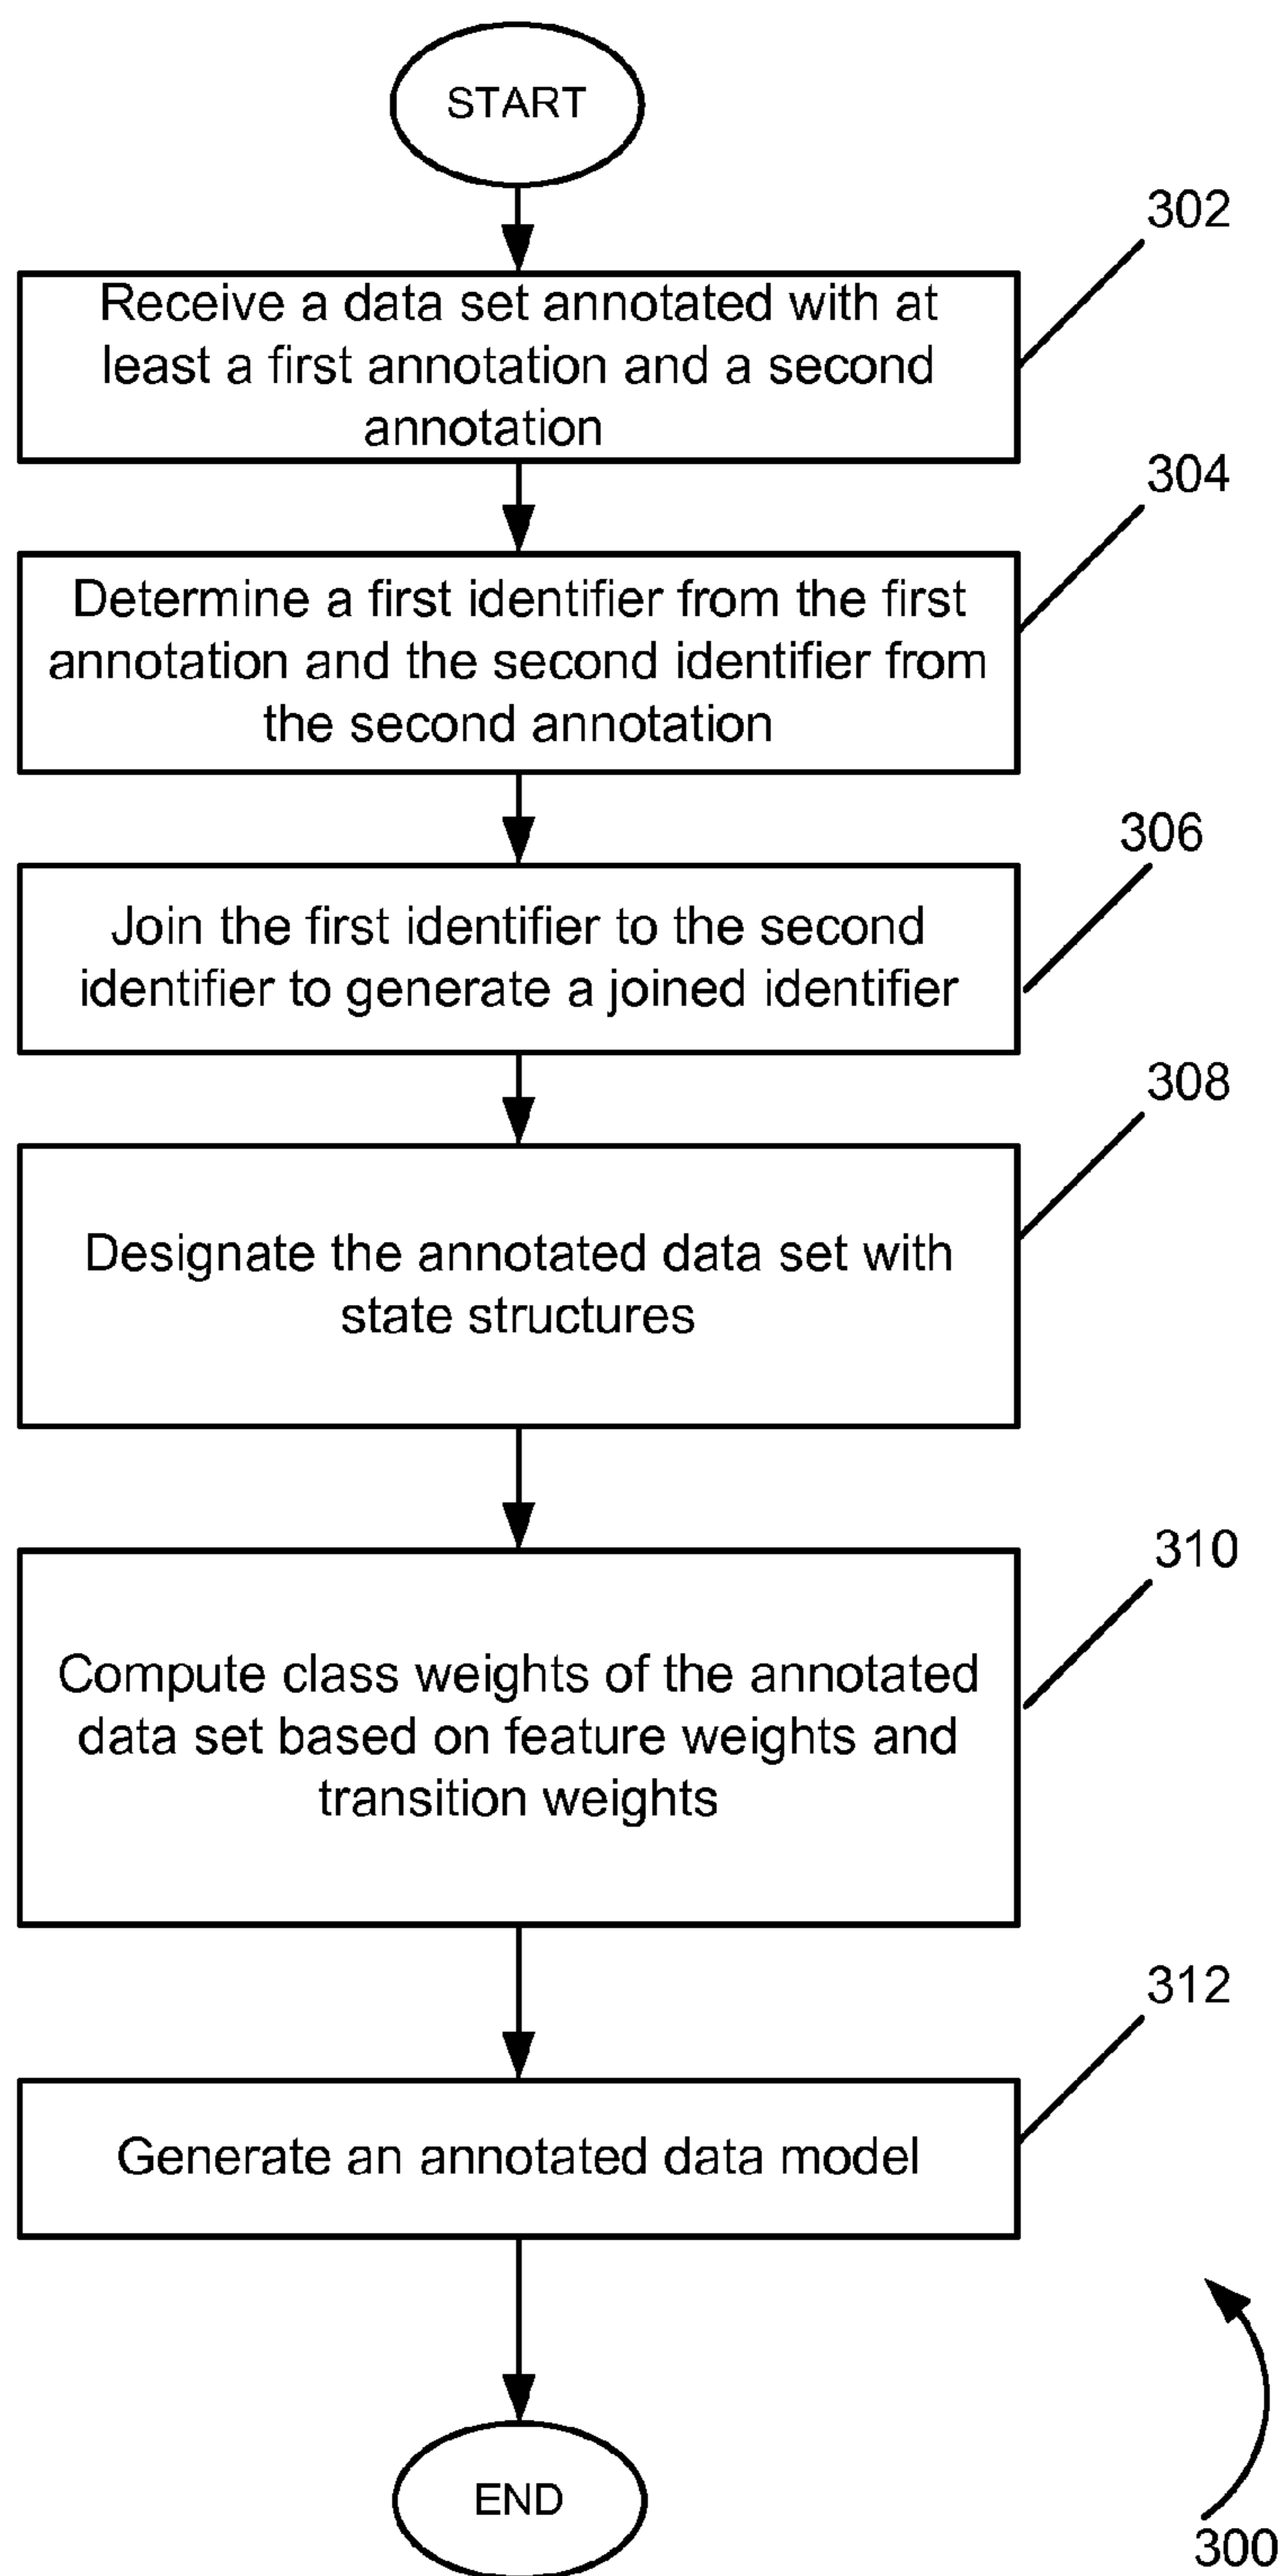 START
302
Receive a data set annotated with at
least a first annotation and a second
annotation
304
Determine a first identifier from the first
annotation and the second identifier from
the second annotation
306
Join the first identifier to the second
identifier to generate a joined identifier
308
Designate the annotated data set with
state structures
310
Compute class weights of the annotated
data set based on feature weights and
transition weights
312
Generate an annotated data model
END
300